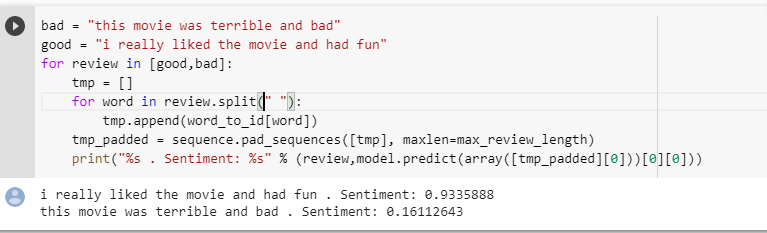 bad = "this movie was terrible and bad"
good = "i really liked the movie and had fun"
for review in [good,bad]:
    tmp = []
    for word in review.split(" "):
        tmp.append(word_to_id[word])
    tmp_padded = sequence.pad_sequences([tmp], maxlen=max_review_length)
    print("%s . Sentiment: %s" % (review,model.predict(array([tmp_padded][0]))[0][0]))
i really liked the movie and had fun . Sentiment: 0.9335888
this movie was terrible and bad . Sentiment: 0.16112643